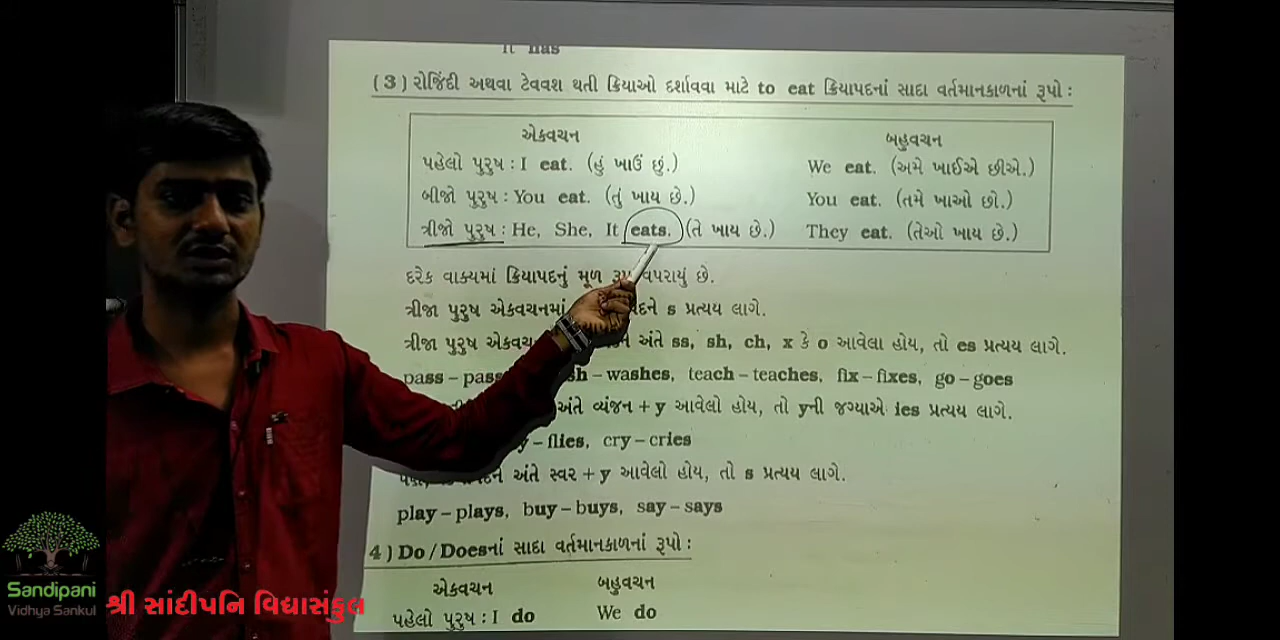 It has
(3) રોજિંદી અથવા ટેવવશ થતી ક્રિયાઓ દર્શાવવા માટે to eat ક્રિયાપદનાં સાદા વર્તમાનકાળનાં રૂપો :
એકવચન બહુવચન
પહેલો પુરુષ : I eat. (હું ખાઉં છું.) We eat. (અમે ખાઈએ છીએ.)
બીજો પુરુષ : You eat. (તું ખાય છે.) You eat. (તમે ખાઓ છો.)
ત્રીજો પુરુષ : He, She, It eats. (તે ખાય છે.) They eat. (તેઓ ખાય છે.)
દરેક વાક્યમાં ક્રિયાપદનું મૂળ રૂપ વપરાયું છે.
ત્રીજા પુરુષ એકવચનમાં s પ્રત્યય લાગે.
ત્રીજા પુરુષ અંતે ss, sh, ch, x કે o આવેલા હોય, તો es પ્રત્યય લાગે.
pass – – washes, teach – teaches, fix – fixes, go – goes
અંતે વ્યંજન + y આવેલો હોય, તો yની જગ્યાએ ies પ્રત્યય લાગે.
– flies, cry – cries
અંતે સ્વર + y આવેલો હોય, તો s પ્રત્યય લાગે.
play – plays, buy – buys, say – says
4) Do / Doesનાં સાદા વર્તમાનકાળનાં રૂપો :
એકવચન બહુવચન
પહેલો પુરુષ : I do We do
Sandipani
Vidhya Sankul
શ્રી સાંદીપનિ વિદ્યાસંકુલ